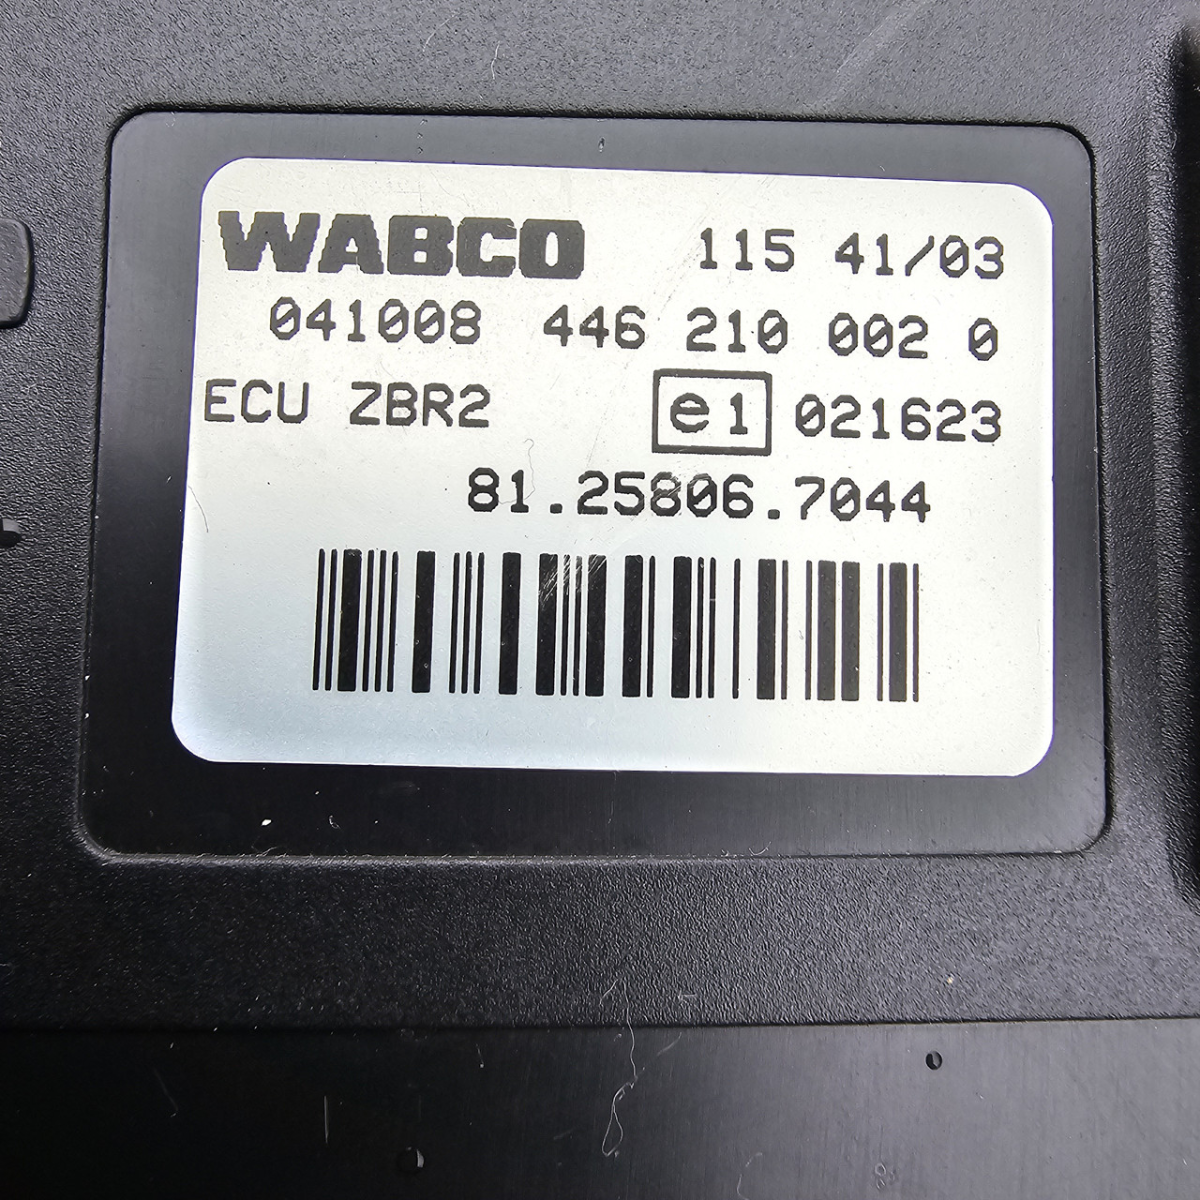 WABCO 115 41/03
041008 446 210 002 0
ECU ZBR2 e1 021623
81.25806.7044